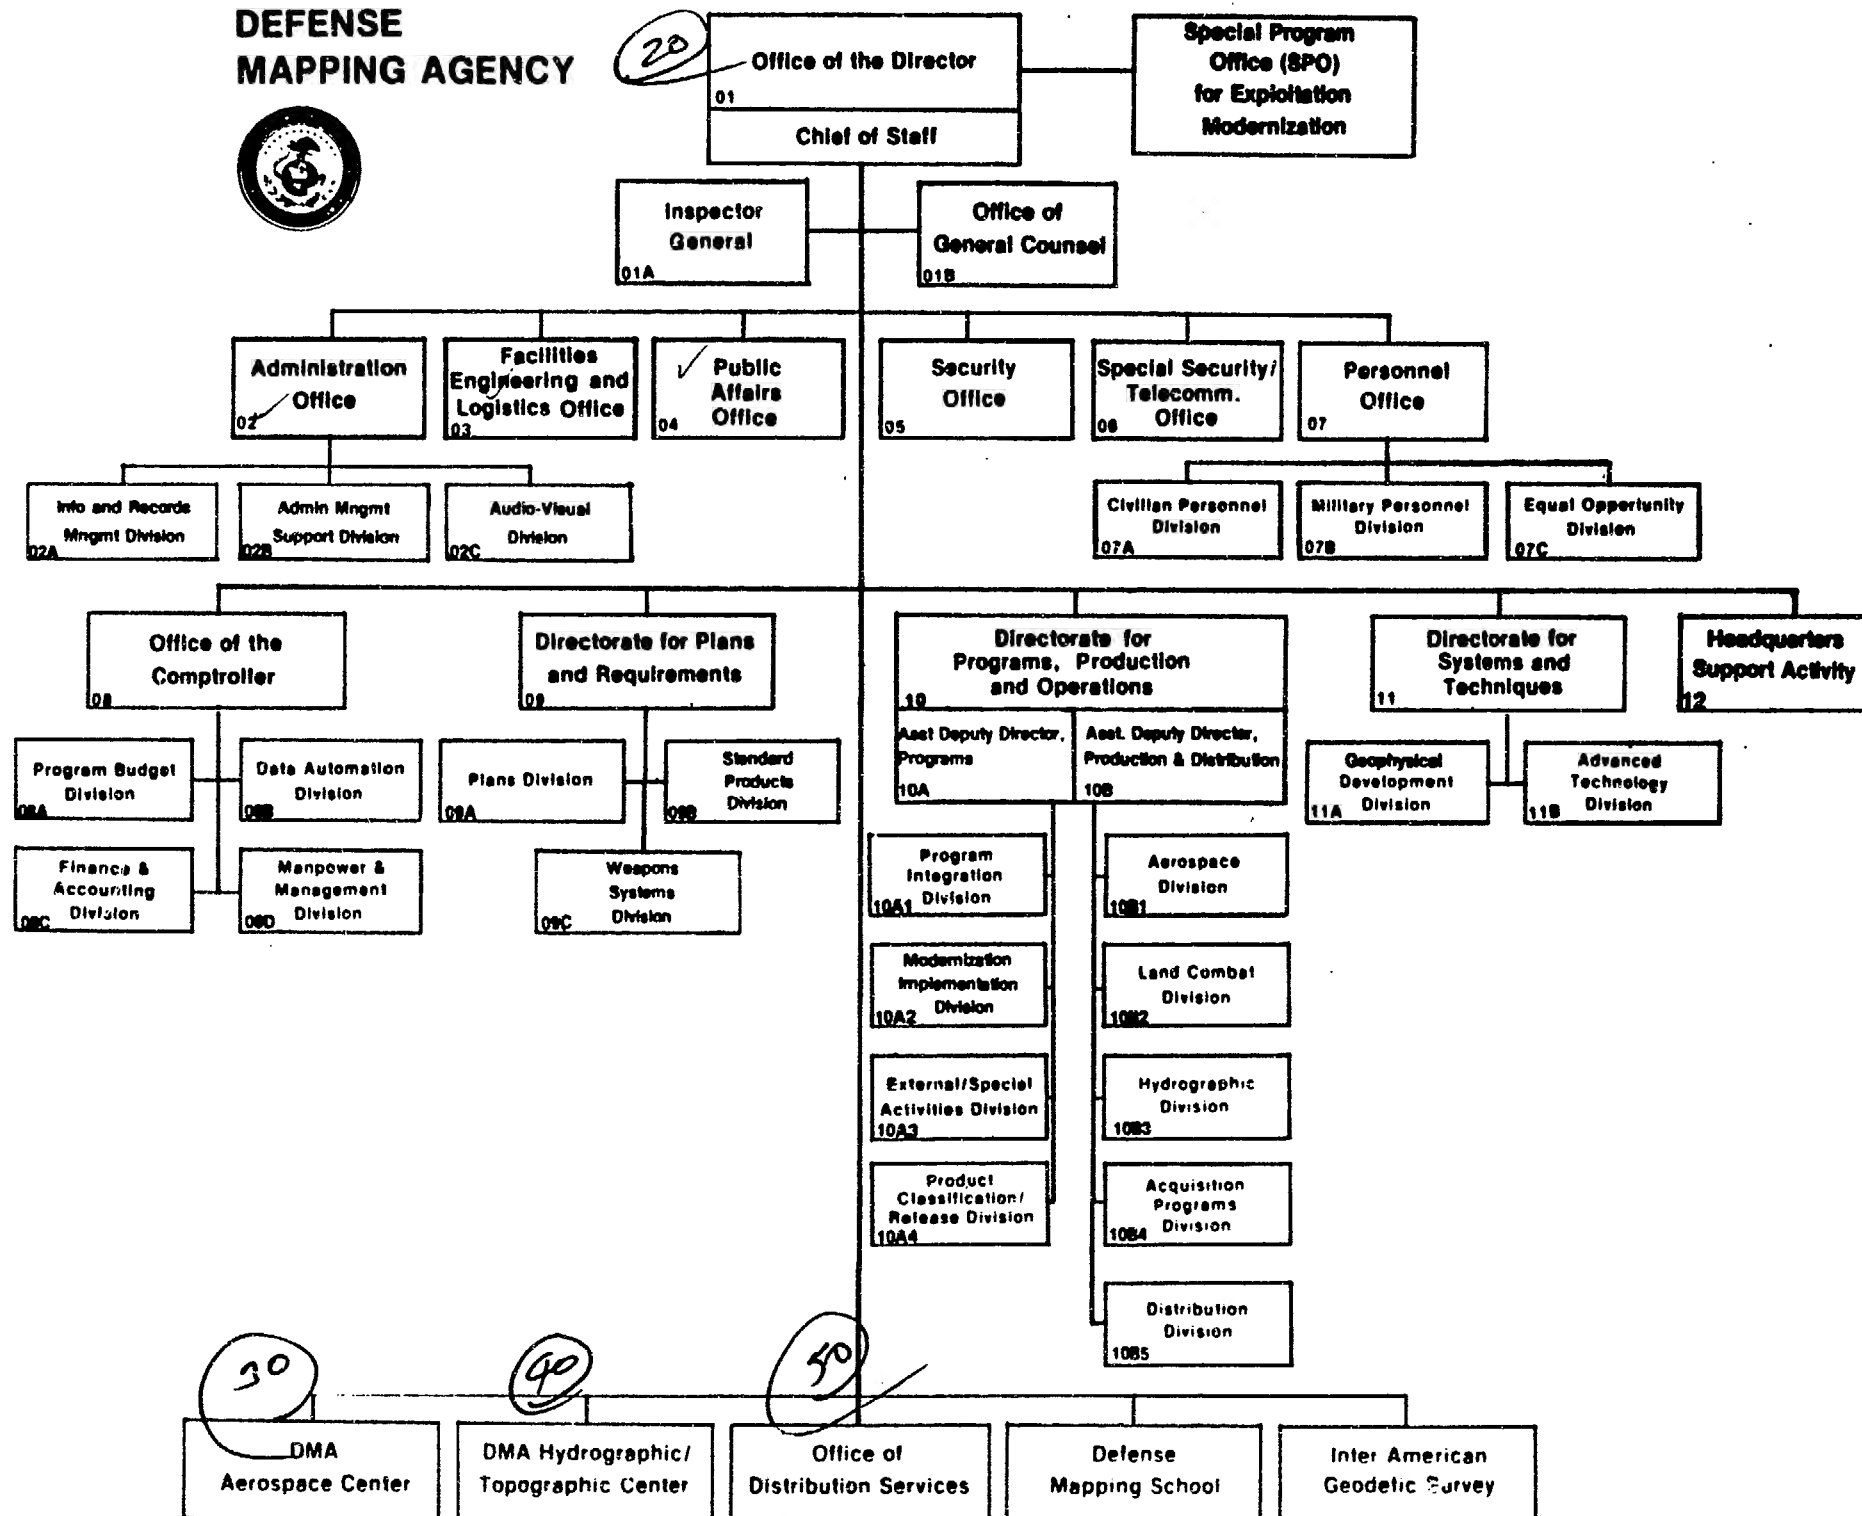 DEFENSE
MAPPING AGENCY
20
Office of the Director
01
Chief of Staff
Special Program
Office (SPO)
for Exploitation
Modernization
Inspector
General
01A
Office of
General Counsel
01B
Administration
Office
02
Facilities
Engineering and
Logistics Office
03
Public
Affairs
Office
04
Security
Office
05
Special Security/
Telecomm.
Office
06
Personnel
Office
07
Info and Records
Mngmt Division
02A
Admin Mngmt
Support Division
02B
Audio-Visual
Division
02C
Civilian Personnel
Division
07A
Military Personnel
Division
07B
Equal Opportunity
Division
07C
Office of the
Comptroller
08
Directorate for Plans
and Requirements
09
Directorate for
Programs, Production
and Operations
10
Asst Deputy Director,
Programs
10A
Asst. Deputy Director,
Production & Distribution
10B
Directorate for
Systems and
Techniques
11
Headquarters
Support Activity
12
Program Budget
Division
08A
Data Automation
Division
08B
Finance &
Accounting
Division
08C
Manpower &
Management
Division
08D
Plans Division
09A
Standard
Products
Division
09B
Weapons
Systems
Division
09C
Geophysical
Development
Division
11A
Advanced
Technology
Division
11B
Program
Integration
Division
10A1
Modernization
Implementation
Division
10A2
External/Special
Activities Division
10A3
Product
Classification/
Release Division
10A4
Aerospace
Division
10B1
Land Combat
Division
10B2
Hydrographic
Division
10B3
Acquisition
Programs
Division
10B4
Distribution
Division
10B5
30
DMA
Aerospace Center
40
DMA Hydrographic/
Topographic Center
50
Office of
Distribution Services
Defense
Mapping School
Inter American
Geodetic Survey